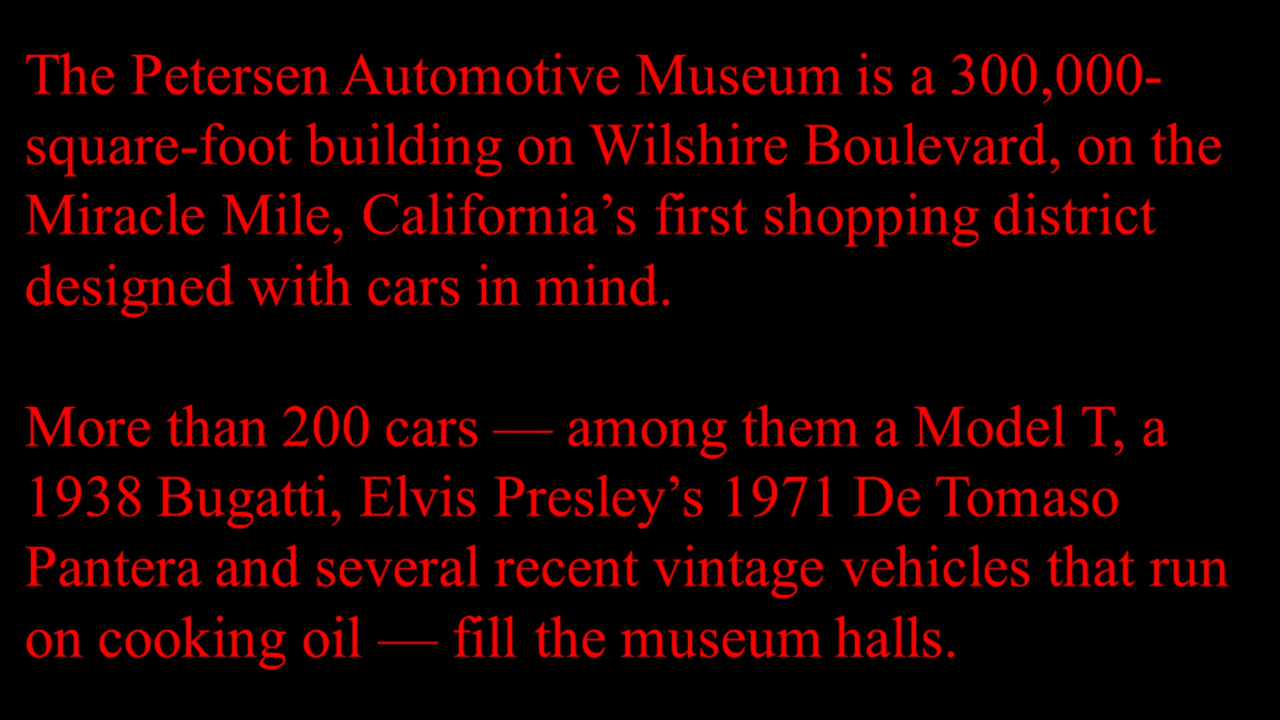 The Petersen Automotive Museum is a 300,000-
square-foot building on Wilshire Boulevard, on the
Miracle Mile, California’s first shopping district
designed with cars in mind.
More than 200 cars — among them a Model T, a
1938 Bugatti, Elvis Presley’s 1971 De Tomaso
Pantera and several recent vintage vehicles that run
on cooking oil — fill the museum halls.